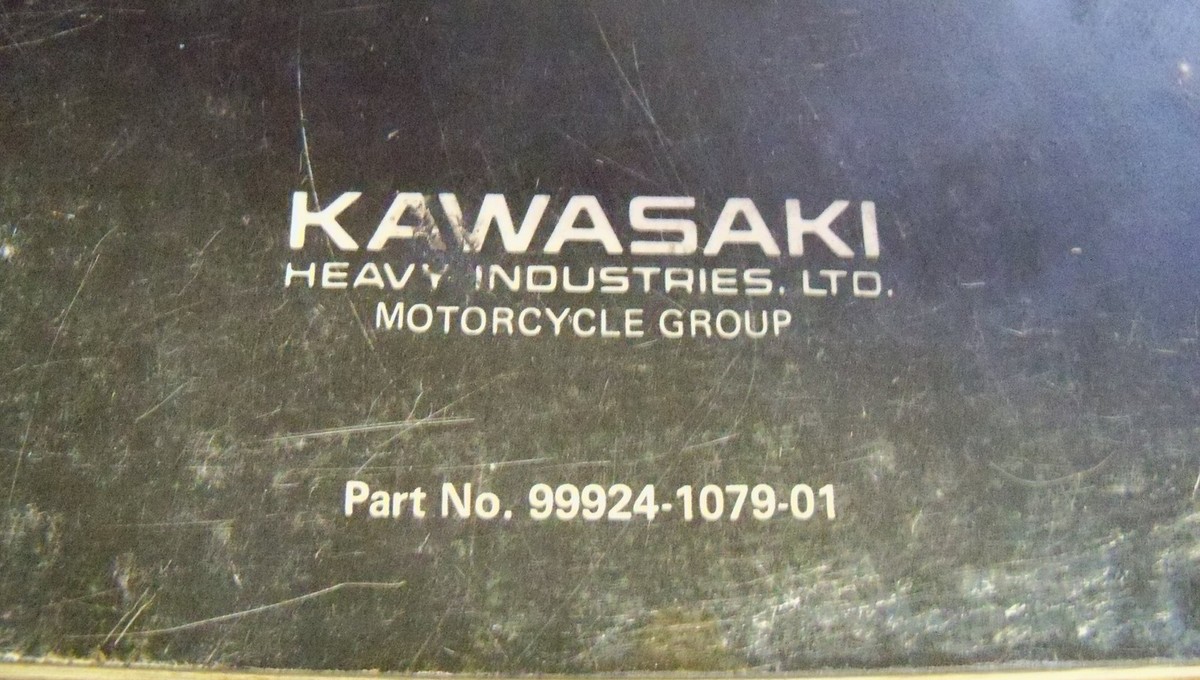 KAWASAKI
HEAVY INDUSTRIES, LTD.
MOTORCYCLE GROUP
Part No. 99924-1079-01